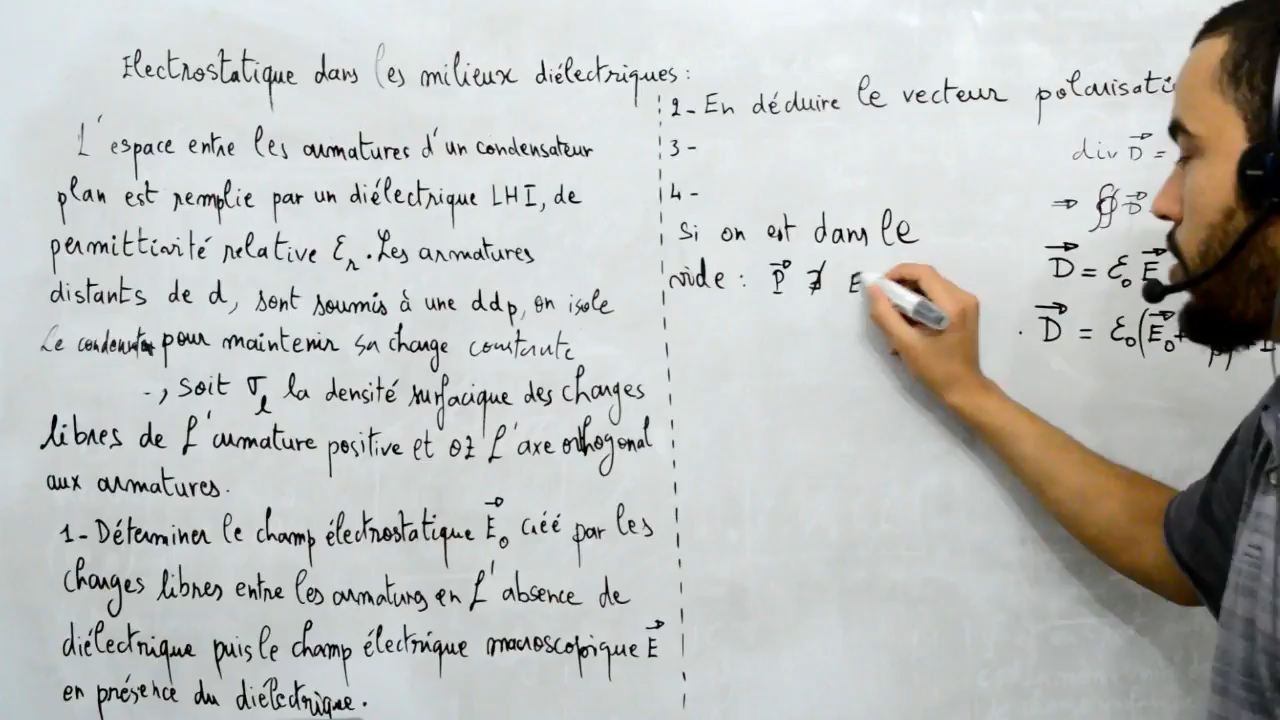 Electrostatique dans les milieux diélectriques :
L'espace entre les armatures d'un condensateur
plan est remplie par un diélectrique LHI, de
permittivité relative εr. Les armatures
distants de d, sont soumis à une ddp, on isole
Le condensat pour maintenir sa charge constante
-, soit σl la densité surfacique des charges
libres de l'armature positive et oz l'axe orthogonal
aux armatures.
1- Déterminer le champ électrostatique E⃗0 créé par les
charges libres entre les armatures en l'absence de
diélectrique puis le champ électrique macroscopique E⃗
en présence du diélectrique.
2- En déduire le vecteur polarisati
3-
4-
Si on est dans le
vide : P⃗ ∄ E
div D⃗ =
⇒ ∯ D⃗
D⃗ = ε0 E⃗
. D⃗ = ε0(E⃗0+